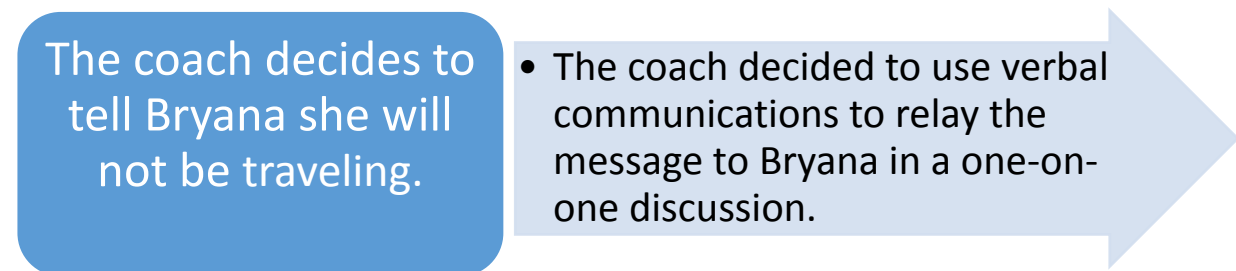 The coach decides to
tell Bryana she will
not be traveling.
• The coach decided to use verbal
communications to relay the
message to Bryana in a one-on-
one discussion.